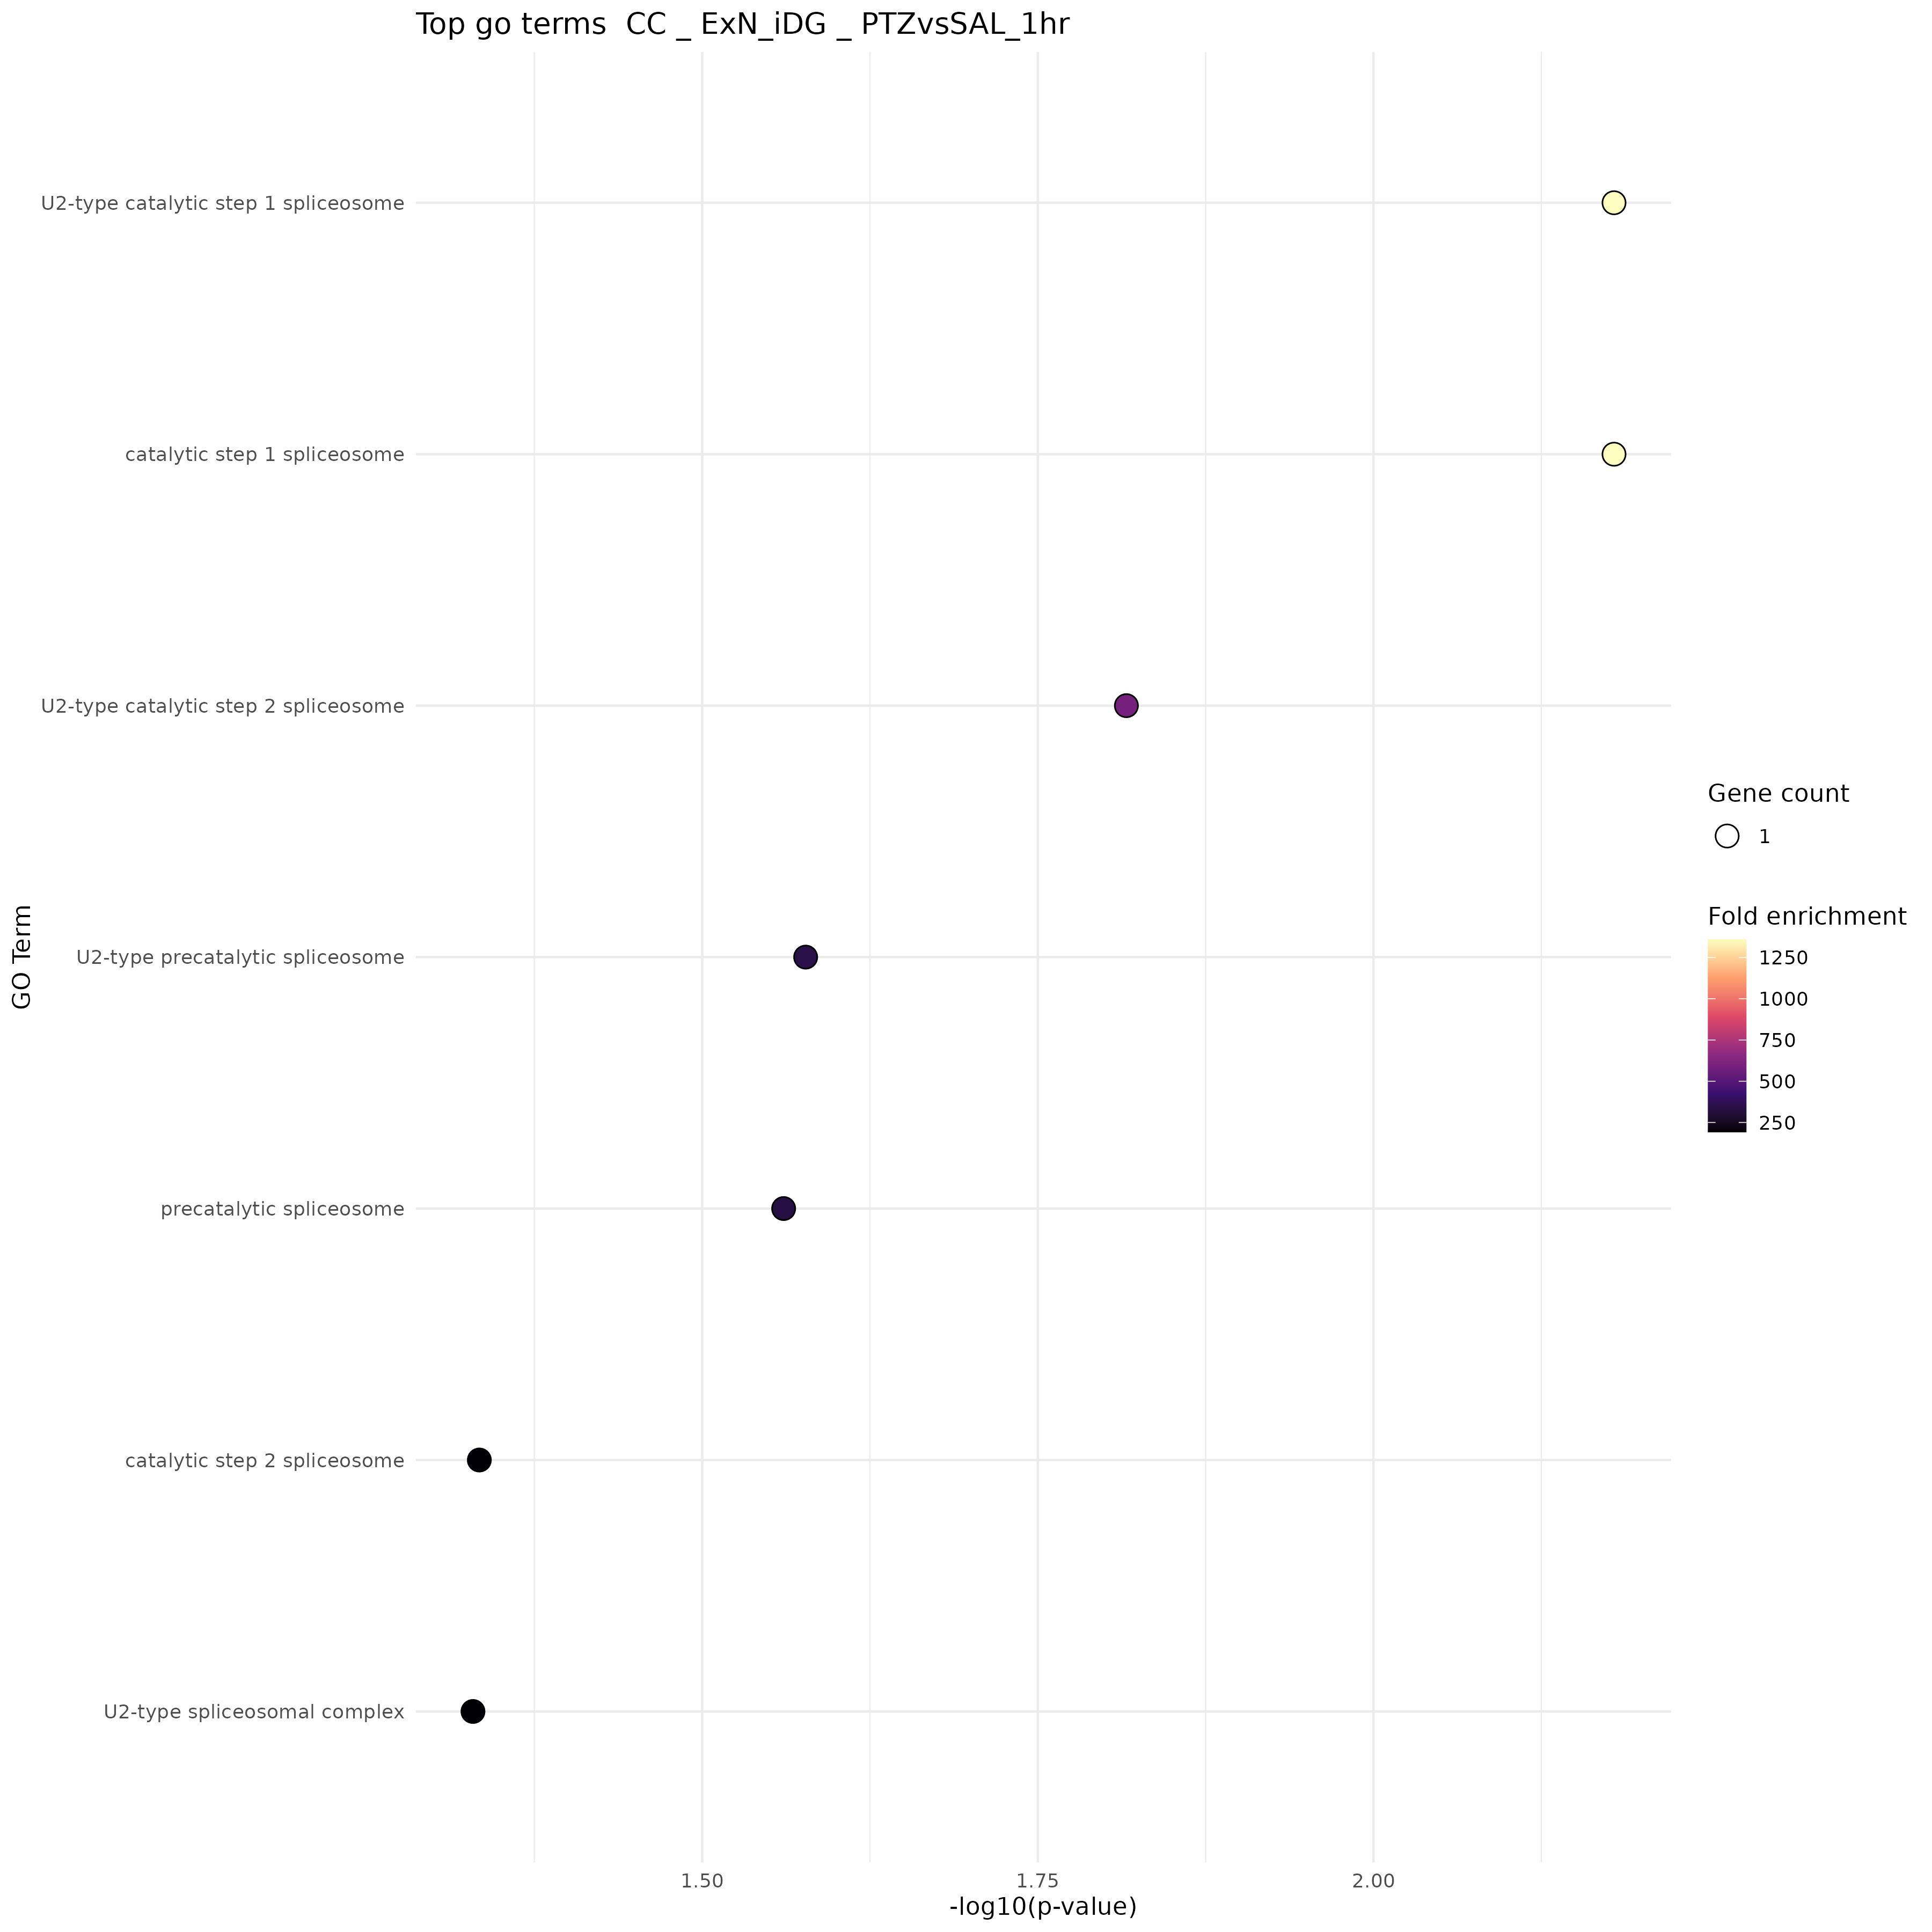 Top go terms  CC _ ExN_iDG _ PTZvsSAL_1hr
U2-type catalytic step 1 spliceosome
catalytic step 1 spliceosome
U2-type catalytic step 2 spliceosome
U2-type precatalytic spliceosome
precatalytic spliceosome
catalytic step 2 spliceosome
U2-type spliceosomal complex
GO Term
1.50
1.75
2.00
-log10(p-value)
Gene count
1
Fold enrichment
1250
1000
750
500
250